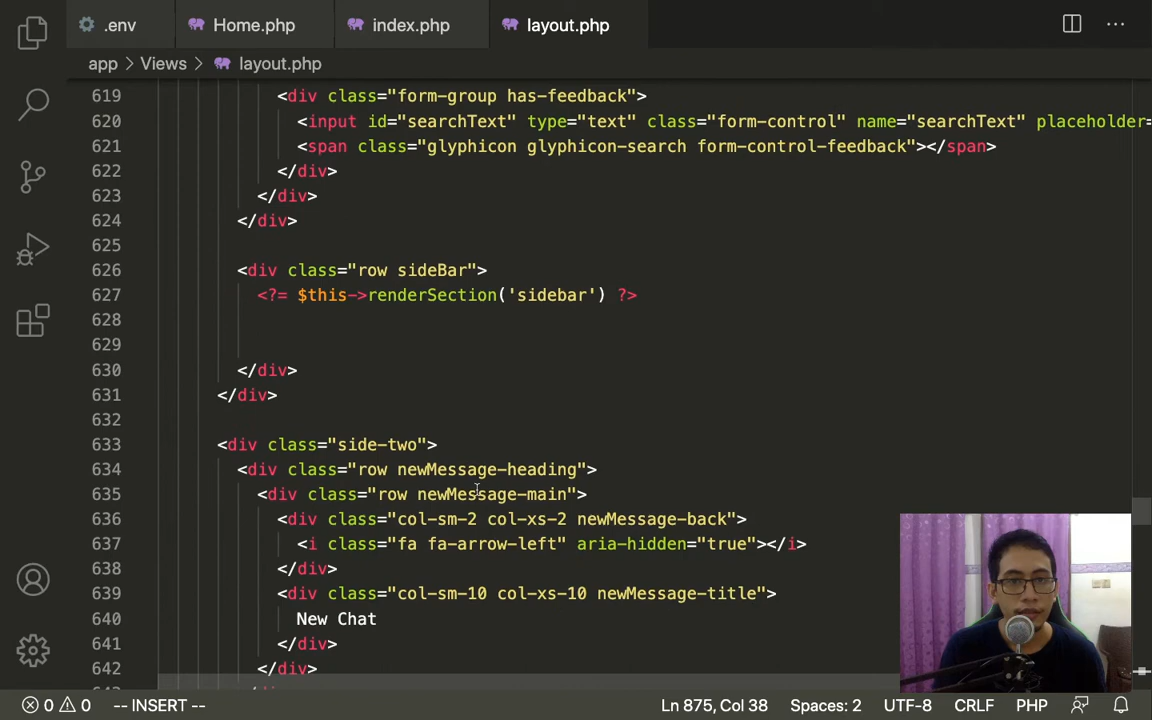 .env
Home.php
index.php
layout.php
app > Views > layout.php
619 <div class="form-group has-feedback">
620 <input id="searchText" type="text" class="form-control" name="searchText" placeholder=
621 <span class="glyphicon glyphicon-search form-control-feedback"></span>
622 </div>
623 </div>
624 </div>
625
626 <div class="row sideBar">
627 <?= $this->renderSection('sidebar') ?>
628
629
630 </div>
631 </div>
632
633 <div class="side-two">
634 <div class="row newMessage-heading">
635 <div class="row newMessage-main">
636 <div class="col-sm-2 col-xs-2 newMessage-back">
637 <i class="fa fa-arrow-left" aria-hidden="true"></i>
638 </div>
639 <div class="col-sm-10 col-xs-10 newMessage-title">
640 New Chat
641 </div>
642 </div>
0 0 -- INSERT -- Ln 875, Col 38 Spaces: 2 UTF-8 CRLF PHP